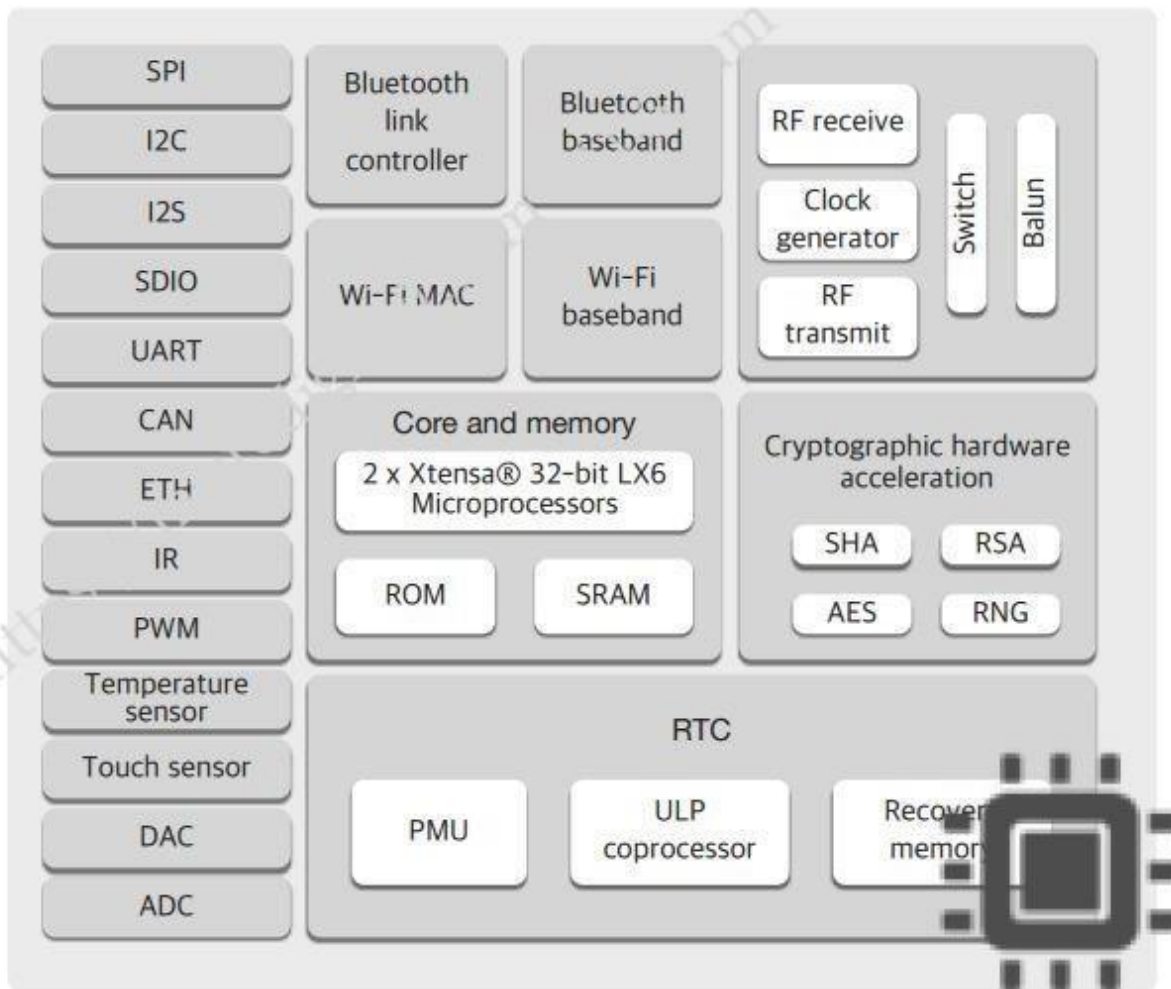 SPI
I2C
I2S
SDIO
UART
CAN
ETH
IR
PWM
Temperature
sensor
Touch sensor
DAC
ADC
Bluetooth
link
controller
Bluetooth
baseband
Wi-Fi MAC
Wi-Fi
baseband
RF receive
Clock
generator
RF
transmit
Switch
Balun
Core and memory
2 x Xtensa® 32-bit LX6
Microprocessors
ROM
SRAM
Cryptographic hardware
acceleration
SHA
RSA
AES
RNG
RTC
PMU
ULP
coprocessor
memory